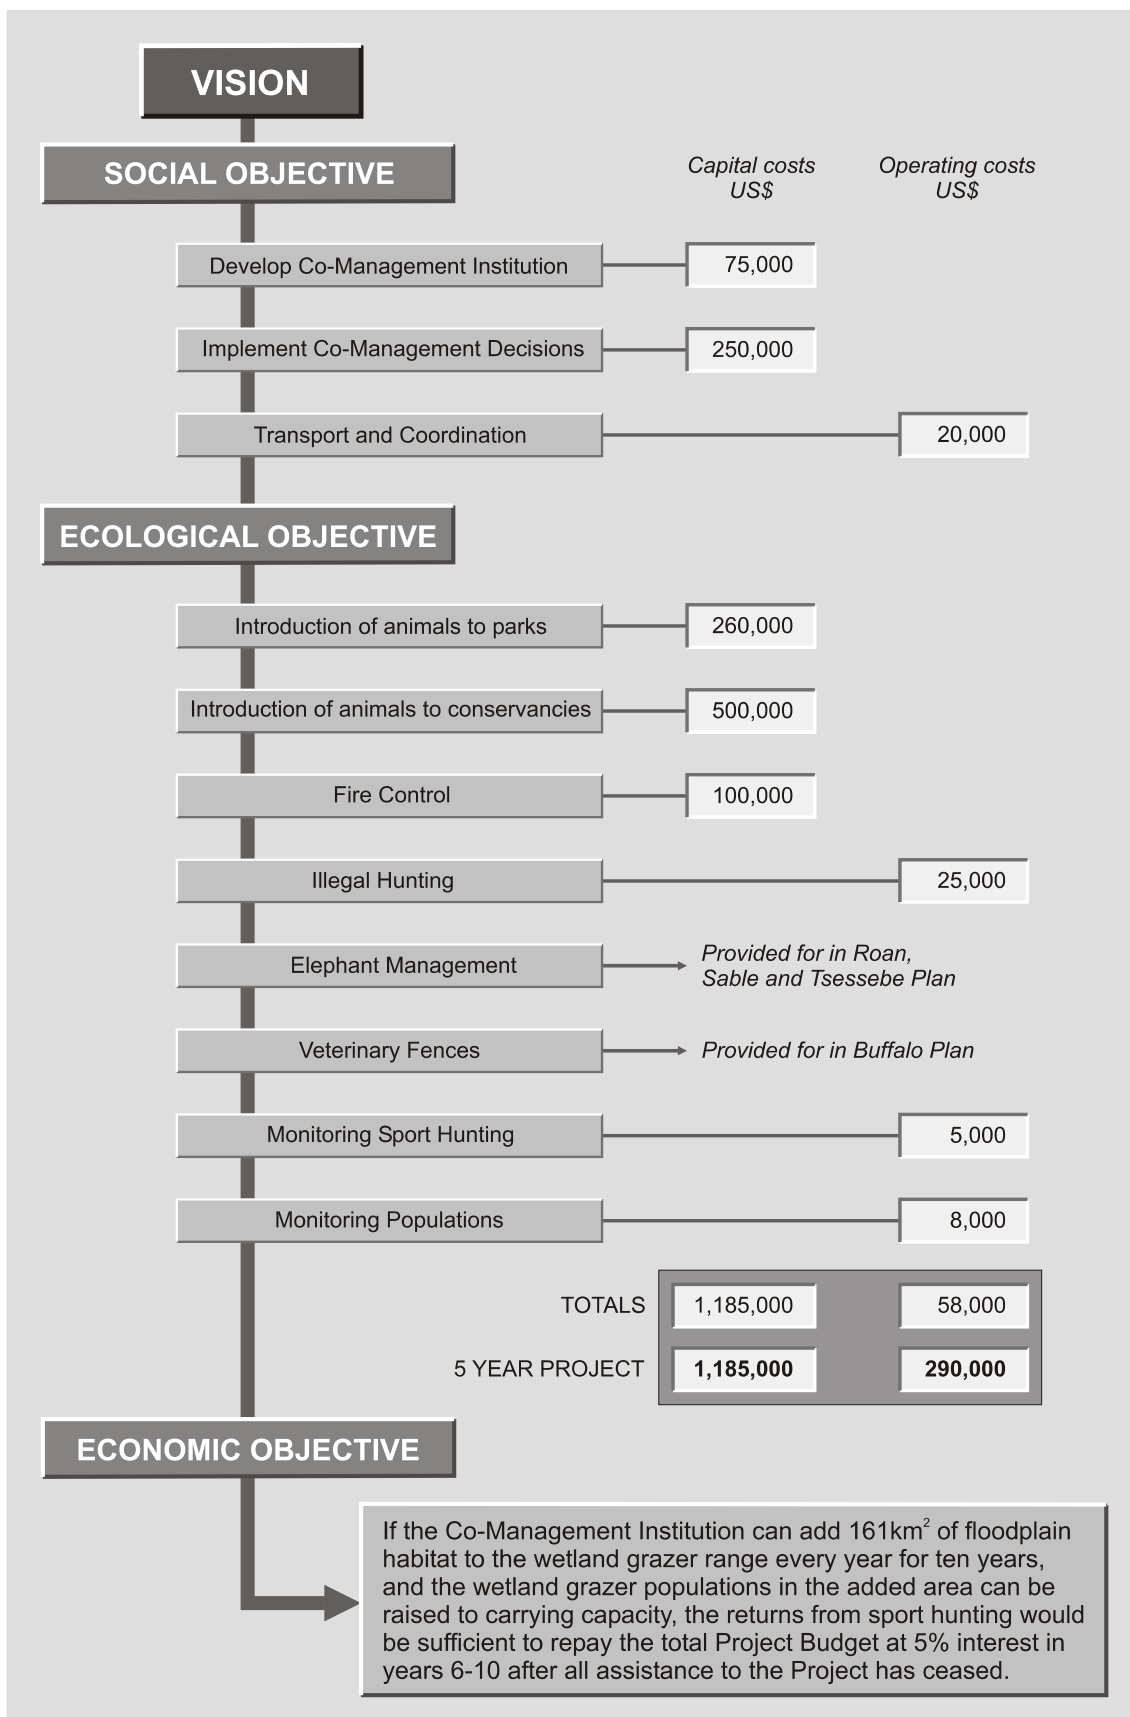 VISION
SOCIAL OBJECTIVE
Capital costs
US$
Operating costs
US$
Develop Co-Management Institution
75,000
Implement Co-Management Decisions
250,000
Transport and Coordination
20,000
ECOLOGICAL OBJECTIVE
Introduction of animals to parks
260,000
Introduction of animals to conservancies
500,000
Fire Control
100,000
Illegal Hunting
25,000
Elephant Management
Provided for in Roan,
Sable and Tsessebe Plan
Veterinary Fences
Provided for in Buffalo Plan
Monitoring Sport Hunting
5,000
Monitoring Populations
8,000
TOTALS
1,185,000
58,000
5 YEAR PROJECT
1,185,000
290,000
ECONOMIC OBJECTIVE
If the Co-Management Institution can add 161km² of floodplain
habitat to the wetland grazer range every year for ten years,
and the wetland grazer populations in the added area can be
raised to carrying capacity, the returns from sport hunting would
be sufficient to repay the total Project Budget at 5% interest in
years 6-10 after all assistance to the Project has ceased.